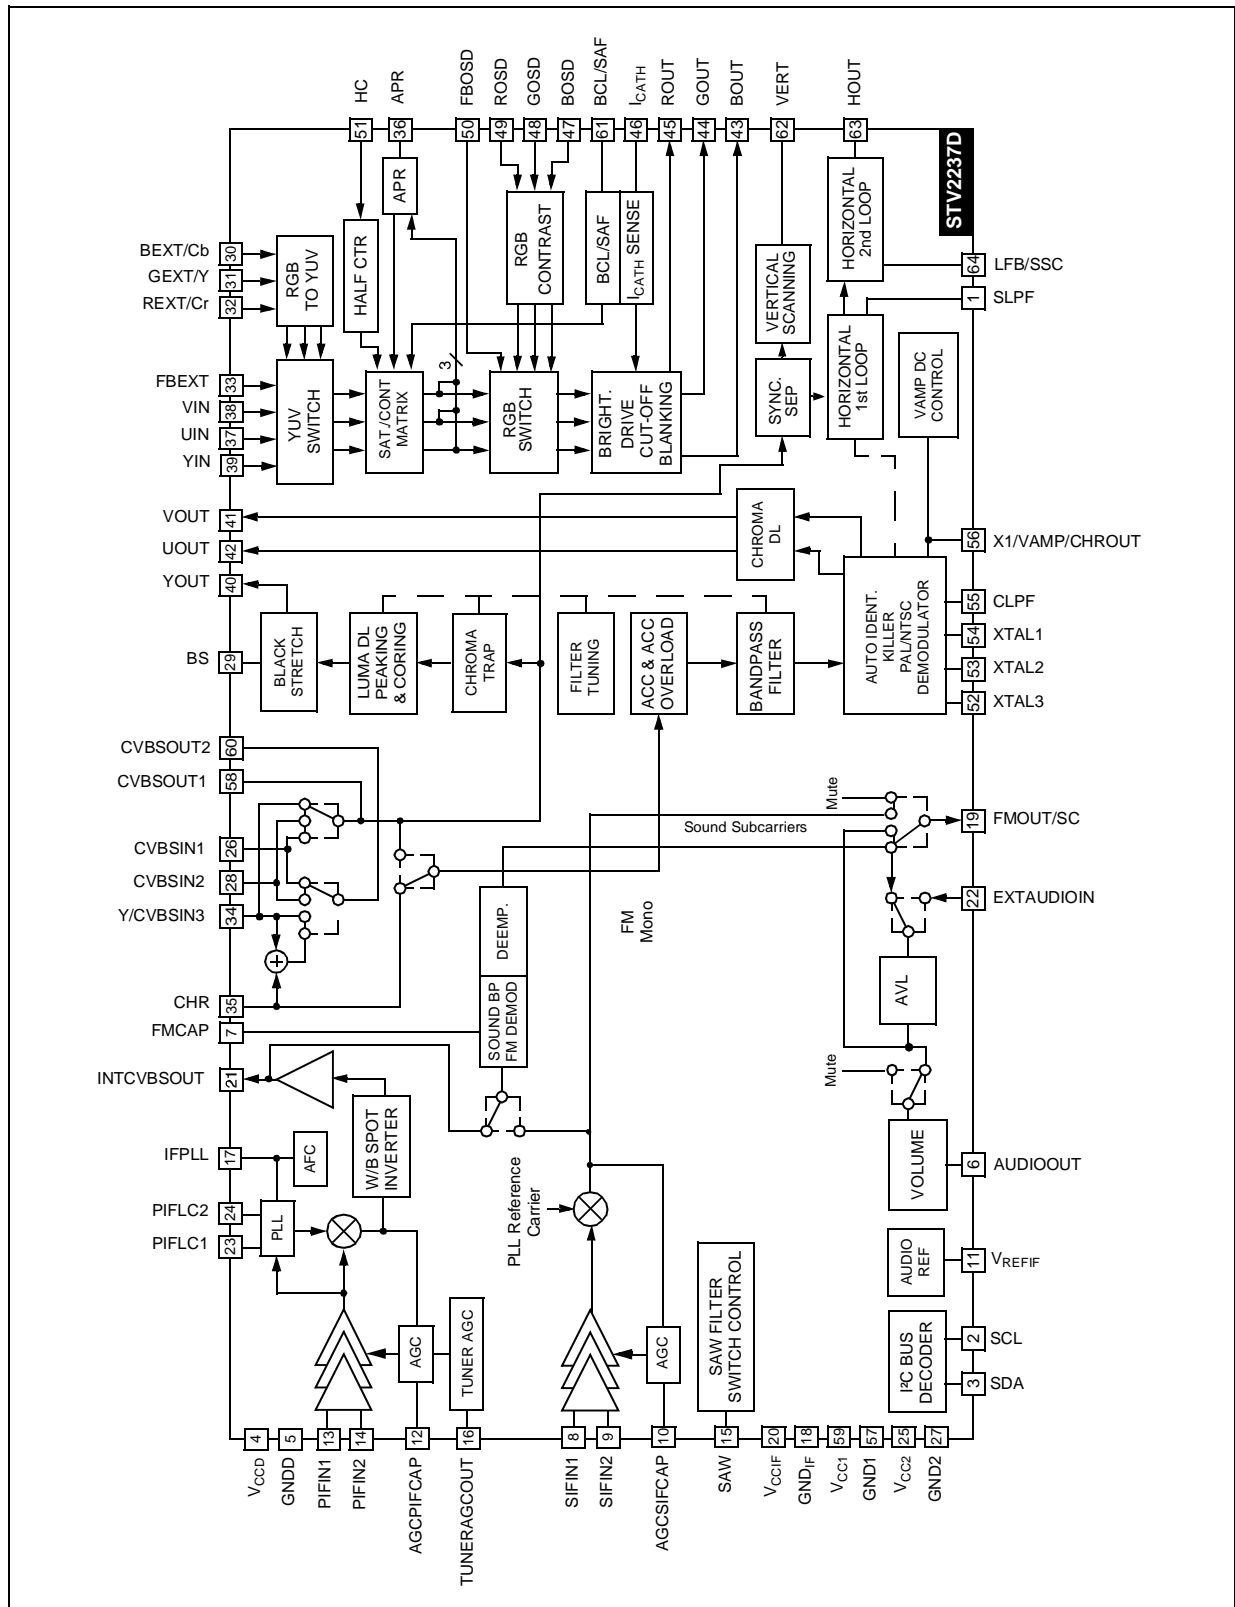 HC
APR
FBOSD
ROSD
GOSD
BOSD
BCL/SAF
ICATH
ROUT
GOUT
BOUT
VERT
HOUT
51
36
50
49
48
47
61
46
45
44
43
62
63
STV2237D
BEXT/Cb
30
GEXT/Y
31
REXT/Cr
32
RGB
TO YUV
HALF CTR
APR
RGB
CONTRAST
BCL/SAF
ICATH SENSE
VERTICAL
SCANNING
HORIZONTAL
2nd LOOP
64
LFB/SSC
1
SLPF
3
FBEXT
33
VIN
38
UIN
37
YIN
39
YUV
SWITCH
SAT./CONT
MATRIX
RGB
SWITCH
BRIGHT.
DRIVE
CUT-OFF
BLANKING
SYNC.
SEP
HORIZONTAL
1st LOOP
VAMP DC
CONTROL
VOUT
41
UOUT
42
YOUT
40
CHROMA
DL
56
X1/VAMP/CHROUT
55
CLPF
54
XTAL1
53
XTAL2
52
XTAL3
BS
29
BLACK
STRETCH
LUMA DL
PEAKING
& CORING
CHROMA
TRAP
FILTER
TUNING
ACC & ACC
OVERLOAD
BANDPASS
FILTER
AUTO IDENT.
KILLER
PAL/NTSC
DEMODULATOR
CVBSOUT2
60
CVBSOUT1
58
CVBSIN1
26
CVBSIN2
28
Y/CVBSIN3
34
Mute
Sound Subcarriers
19
FMOUT/SC
22
EXTAUDIOIN
DEEMP.
FM
Mono
AVL
CHR
35
FMCAP
7
SOUND BP
FM DEMOD
INTCVBSOUT
21
Mute
W/B SPOT
INVERTER
IFPLL
17
AFC
VOLUME
6
AUDIOOUT
PIFLC2
24
PIFLC1
23
PLL
PLL Reference
Carrier
AUDIO
REF
11
VREFIF
AGC
TUNER AGC
AGC
SAW FILTER
SWITCH CONTROL
I²C BUS
DECODER
2
SCL
3
SDA
4
5
13
14
12
16
8
9
10
15
20
18
59
57
25
27
VCCD
GNDD
PIFIN1
PIFIN2
AGCPIFCAP
TUNERAGCOUT
SIFIN1
SIFIN2
AGCSIFCAP
SAW
VCCIF
GNDIF
VCC1
GND1
VCC2
GND2